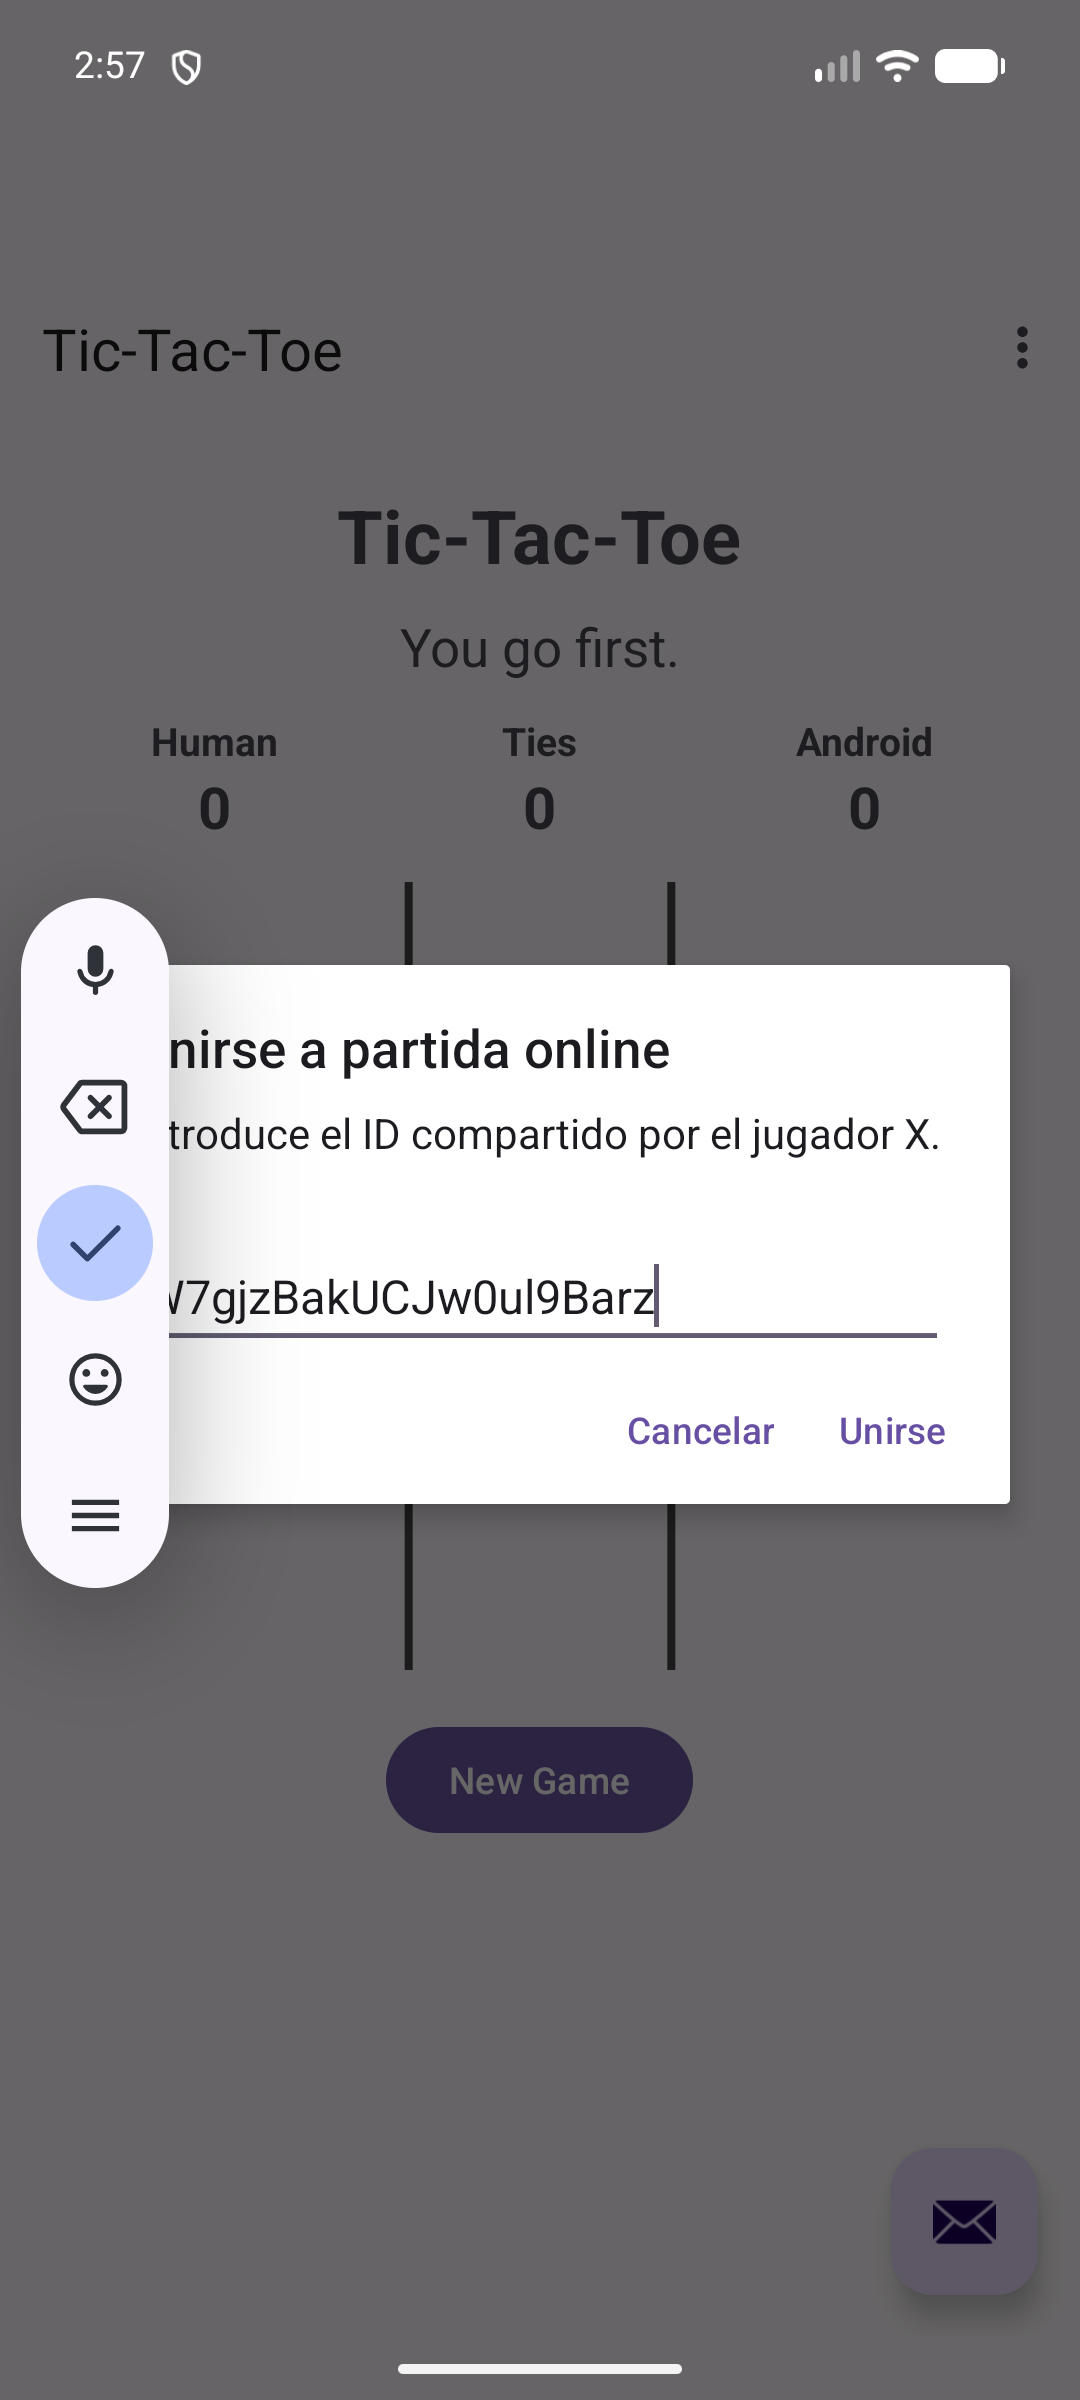 2:57
Tic-Tac-Toe
Tic-Tac-Toe
You go first.
Human Ties Android
0 0 0
nirse a partida online
troduce el ID compartido por el jugador X.
7gjzBakUCJw0ul9Barz
Cancelar Unirse
New Game